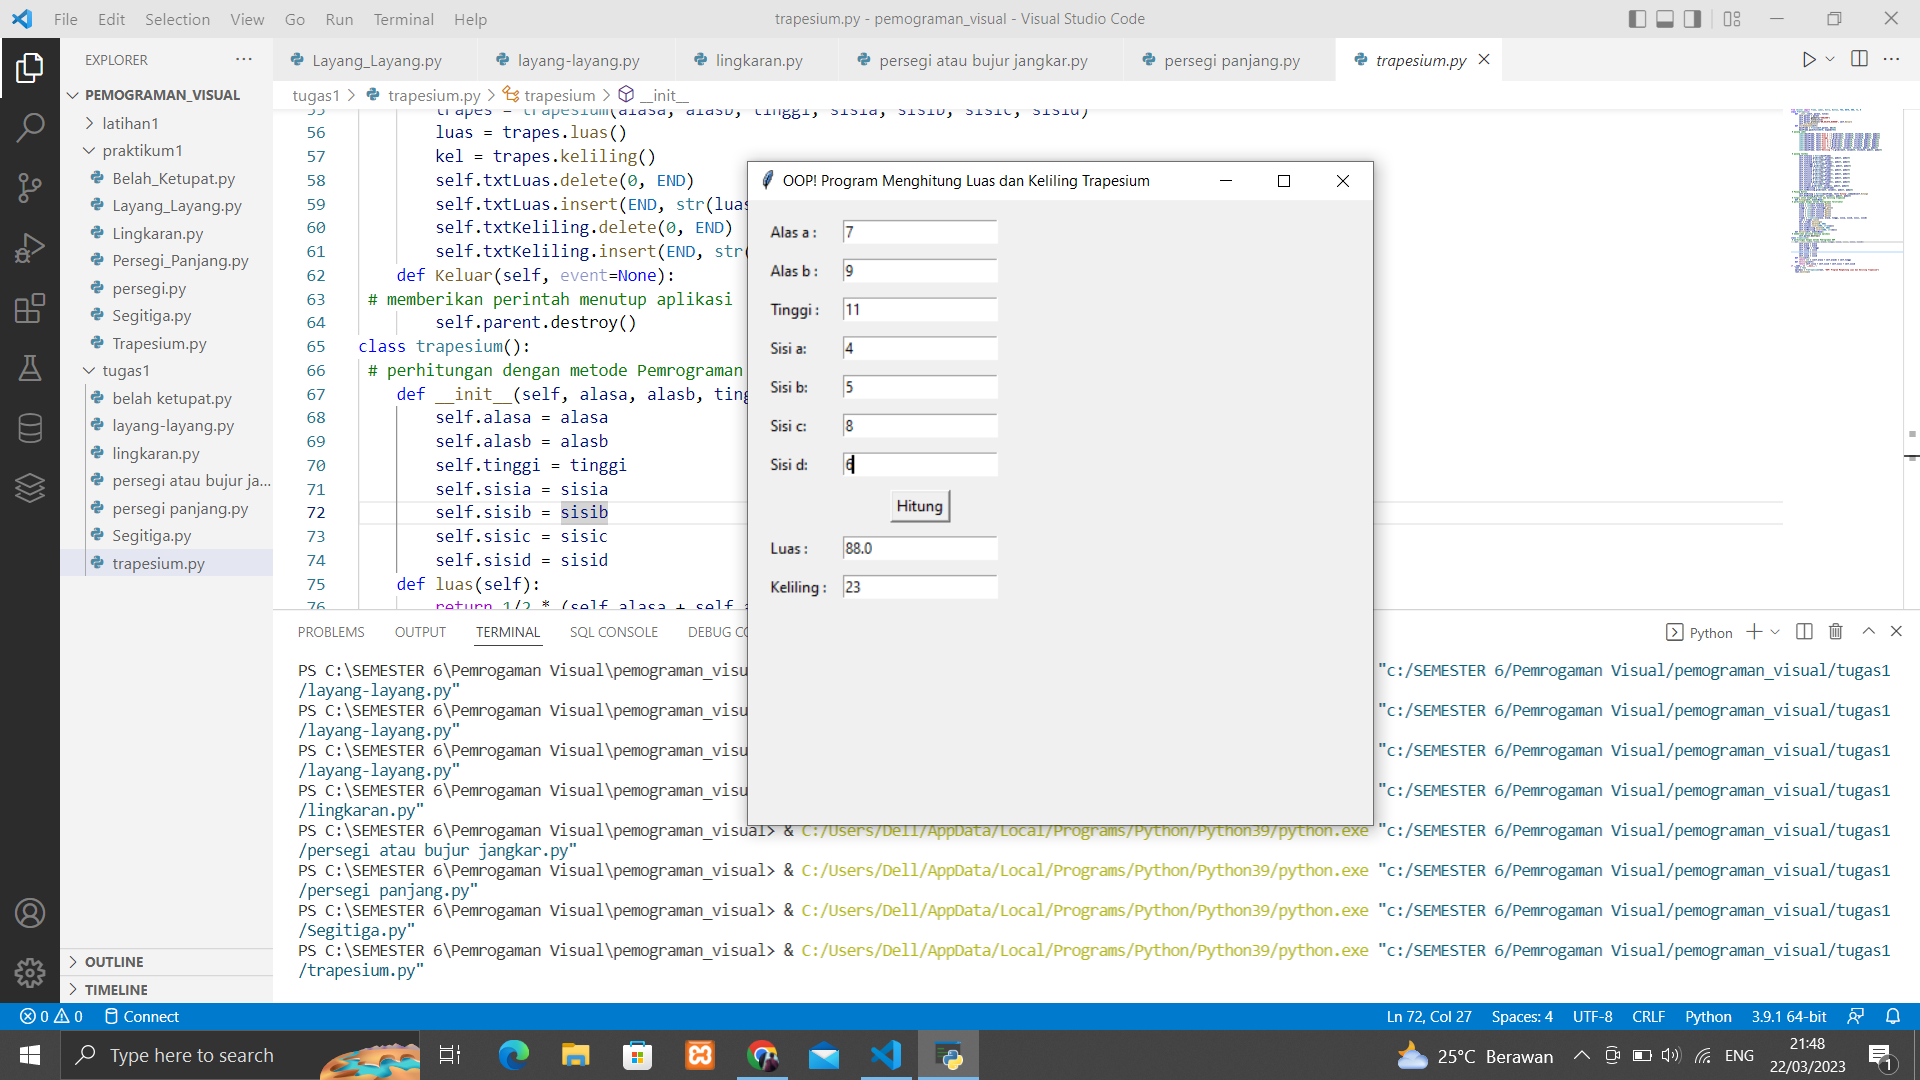 File Edit Selection View Go Run Terminal Help
trapesium.py - pemograman_visual - Visual Studio Code
EXPLORER
PEMOGRAMAN_VISUAL
latihan1
praktikum1
Belah_Ketupat.py
Layang_Layang.py
Lingkaran.py
Persegi_Panjang.py
persegi.py
Segitiga.py
Trapesium.py
tugas1
belah ketupat.py
layang-layang.py
lingkaran.py
persegi atau bujur ja...
persegi panjang.py
Segitiga.py
trapesium.py
OUTLINE
TIMELINE
Layang_Layang.py layang-layang.py lingkaran.py persegi atau bujur jangkar.py persegi panjang.py trapesium.py
tugas1 > trapesium.py > trapesium > __init__
55 trapes = trapesium(alasa, alasb, tinggi, sisia, sisib, sisic, sisid)
56 luas = trapes.luas()
57 kel = trapes.keliling()
58 self.txtLuas.delete(0, END)
59 self.txtLuas.insert(END, str(luas
60 self.txtKeliling.delete(0, END)
61 self.txtKeliling.insert(END, str(
62 def Keluar(self, event=None):
63 # memberikan perintah menutup aplikasi
64 self.parent.destroy()
65 class trapesium():
66 # perhitungan dengan metode Pemrograman
67 def __init__(self, alasa, alasb, ting
68 self.alasa = alasa
69 self.alasb = alasb
70 self.tinggi = tinggi
71 self.sisia = sisia
72 self.sisib = sisib
73 self.sisic = sisic
74 self.sisid = sisid
75 def luas(self):
76 return 1/2 * (self.alasa + self.a
OOP! Program Menghitung Luas dan Keliling Trapesium
Alas a : 7
Alas b : 9
Tinggi : 11
Sisi a: 4
Sisi b: 5
Sisi c: 8
Sisi d: 6
Hitung
Luas : 88.0
Keliling : 23
PROBLEMS OUTPUT TERMINAL SQL CONSOLE DEBUG CO
Python
PS C:\SEMESTER 6\Pemrogaman Visual\pemograman_visu "c:/SEMESTER 6/Pemrogaman Visual/pemograman_visual/tugas1
/layang-layang.py"
PS C:\SEMESTER 6\Pemrogaman Visual\pemograman_visu "c:/SEMESTER 6/Pemrogaman Visual/pemograman_visual/tugas1
/layang-layang.py"
PS C:\SEMESTER 6\Pemrogaman Visual\pemograman_visu "c:/SEMESTER 6/Pemrogaman Visual/pemograman_visual/tugas1
/layang-layang.py"
PS C:\SEMESTER 6\Pemrogaman Visual\pemograman_visu "c:/SEMESTER 6/Pemrogaman Visual/pemograman_visual/tugas1
/lingkaran.py"
PS C:\SEMESTER 6\Pemrogaman Visual\pemograman_visual> & C:/Users/Dell/AppData/Local/Programs/Python/Python39/python.exe "c:/SEMESTER 6/Pemrogaman Visual/pemograman_visual/tugas1
/persegi atau bujur jangkar.py"
PS C:\SEMESTER 6\Pemrogaman Visual\pemograman_visual> & C:/Users/Dell/AppData/Local/Programs/Python/Python39/python.exe "c:/SEMESTER 6/Pemrogaman Visual/pemograman_visual/tugas1
/persegi panjang.py"
PS C:\SEMESTER 6\Pemrogaman Visual\pemograman_visual> & C:/Users/Dell/AppData/Local/Programs/Python/Python39/python.exe "c:/SEMESTER 6/Pemrogaman Visual/pemograman_visual/tugas1
/Segitiga.py"
PS C:\SEMESTER 6\Pemrogaman Visual\pemograman_visual> & C:/Users/Dell/AppData/Local/Programs/Python/Python39/python.exe "c:/SEMESTER 6/Pemrogaman Visual/pemograman_visual/tugas1
/trapesium.py"
0 0 Connect
Ln 72, Col 27 Spaces: 4 UTF-8 CRLF Python 3.9.1 64-bit
Type here to search
25°C Berawan
ENG
21:48
22/03/2023
1